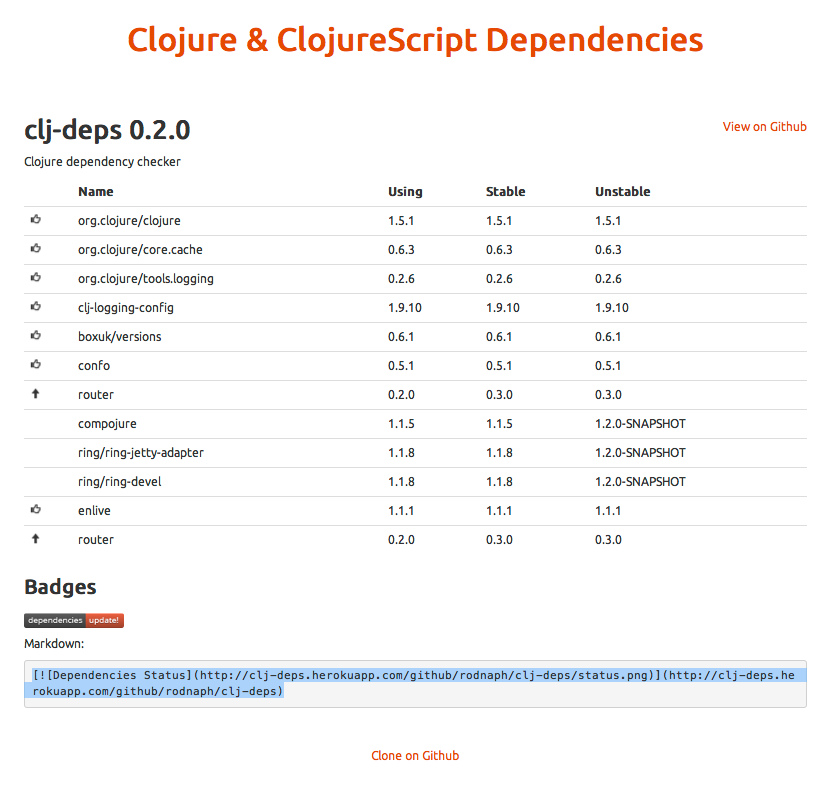 Clojure & ClojureScript Dependencies
clj-deps 0.2.0
View on Github
Clojure dependency checker
Name Using Stable Unstable
org.clojure/clojure 1.5.1 1.5.1 1.5.1
org.clojure/core.cache 0.6.3 0.6.3 0.6.3
org.clojure/tools.logging 0.2.6 0.2.6 0.2.6
clj-logging-config 1.9.10 1.9.10 1.9.10
boxuk/versions 0.6.1 0.6.1 0.6.1
confo 0.5.1 0.5.1 0.5.1
router 0.2.0 0.3.0 0.3.0
compojure 1.1.5 1.1.5 1.2.0-SNAPSHOT
ring/ring-jetty-adapter 1.1.8 1.1.8 1.2.0-SNAPSHOT
ring/ring-devel 1.1.8 1.1.8 1.2.0-SNAPSHOT
enlive 1.1.1 1.1.1 1.1.1
router 0.2.0 0.3.0 0.3.0
Badges
dependencies update!
Markdown:
[![Dependencies Status](http://clj-deps.herokuapp.com/github/rodnaph/clj-deps/status.png)](http://clj-deps.he
rokuapp.com/github/rodnaph/clj-deps)
Clone on Github